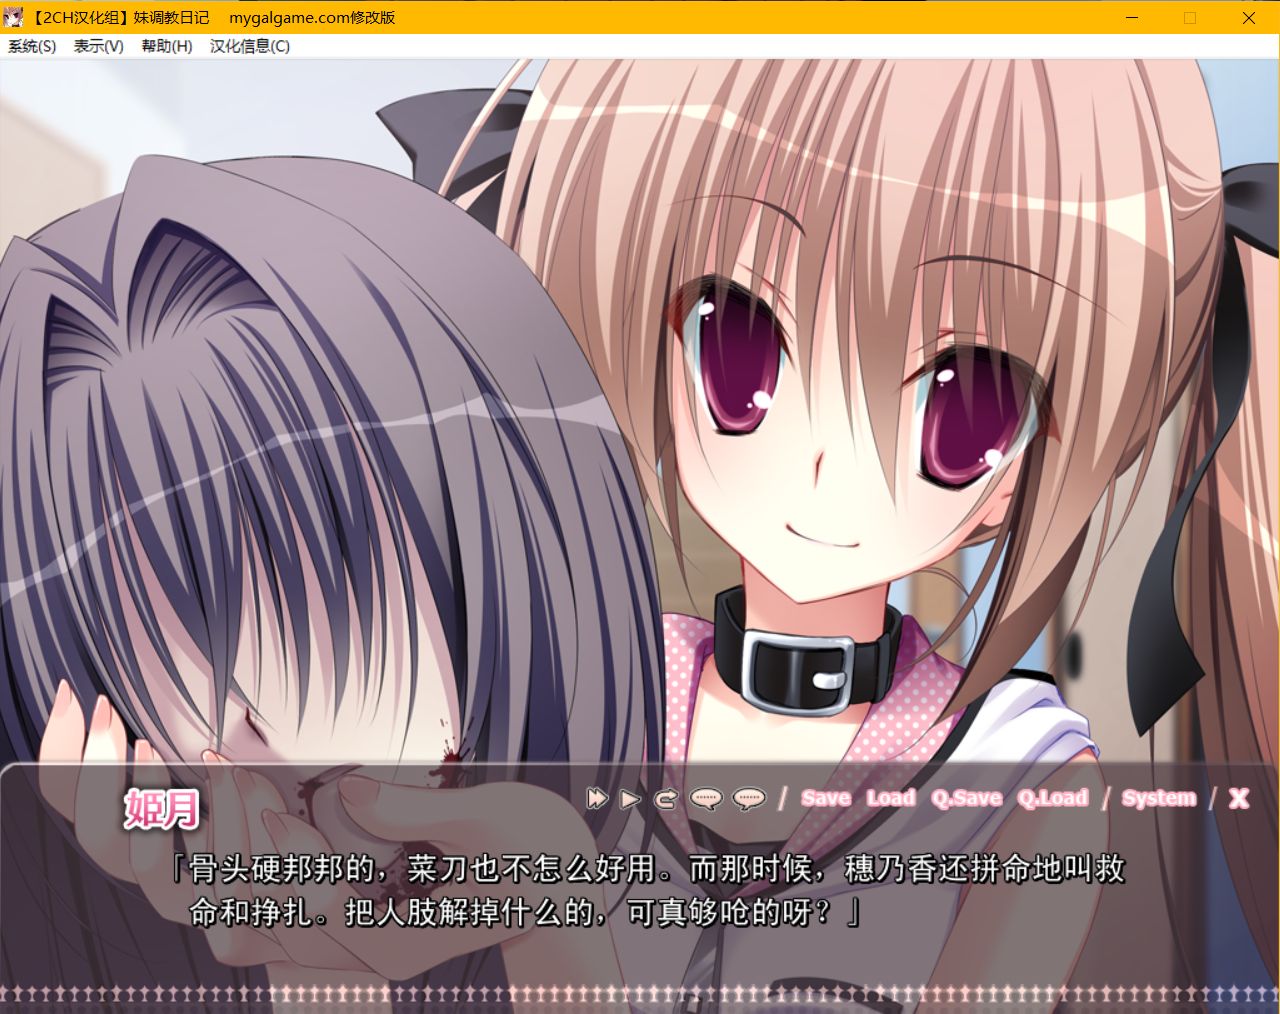 【2CH汉化组】妹调教日记 mygalgame.com修改版
系统(S) 表示(V) 帮助(H) 汉化信息(C)
姬月
/ Save Load Q.Save Q.Load / System / X
「骨头硬邦邦的，菜刀也不怎么好用。而那时候，穗乃香还拼命地叫救
命和挣扎。把人肢解掉什么的，可真够呛的呀？」